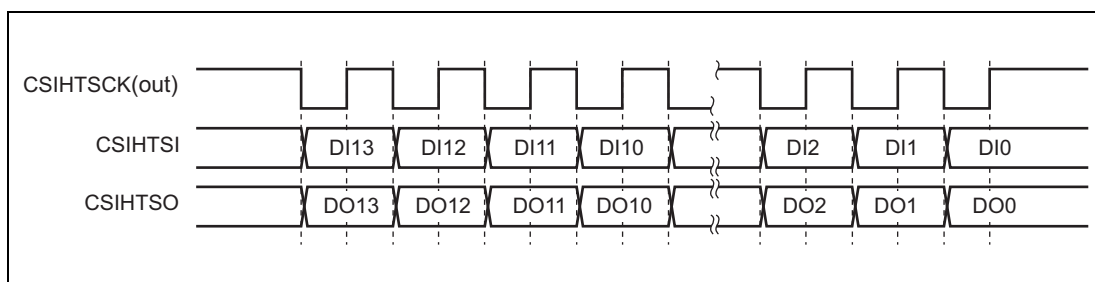 CSIHTSCK(out)
CSIHTSI DI13 DI12 DI11 DI10 DI2 DI1 DI0
CSIHTSO DO13 DO12 DO11 DO10 DO2 DO1 DO0